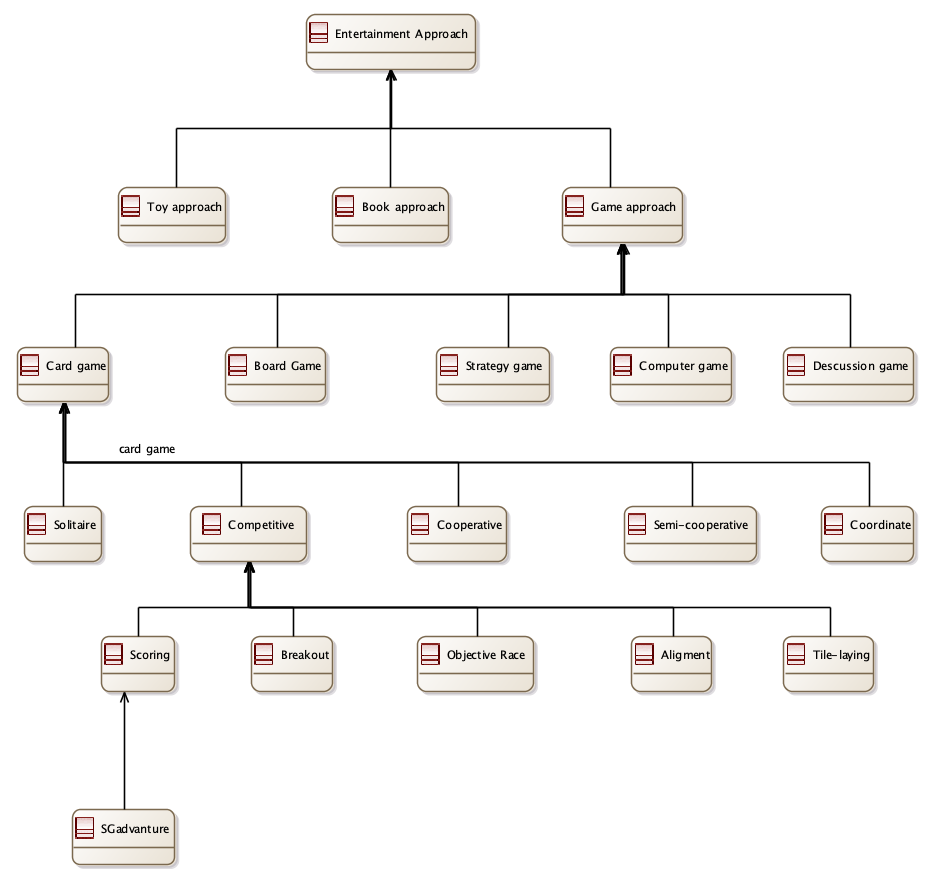 Entertainment Approach
Toy approach
Book approach
Game approach
Card game
Board Game
Strategy game
Computer game
Descussion game
card game
Solitaire
Competitive
Cooperative
Semi-cooperative
Coordinate
Scoring
Breakout
Objective Race
Aligment
Tile-laying
SGadvanture